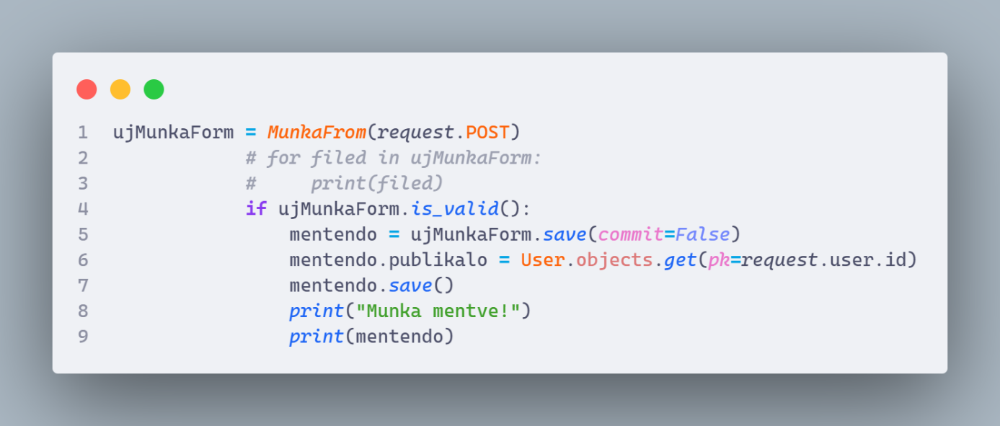 1 ujMunkaForm = MunkaFrom(request.POST)
2             # for filed in ujMunkaForm:
3             #     print(filed)
4             if ujMunkaForm.is_valid():
5                 mentendo = ujMunkaForm.save(commit=False)
6                 mentendo.publikalo = User.objects.get(pk=request.user.id)
7                 mentendo.save()
8                 print("Munka mentve!")
9                 print(mentendo)